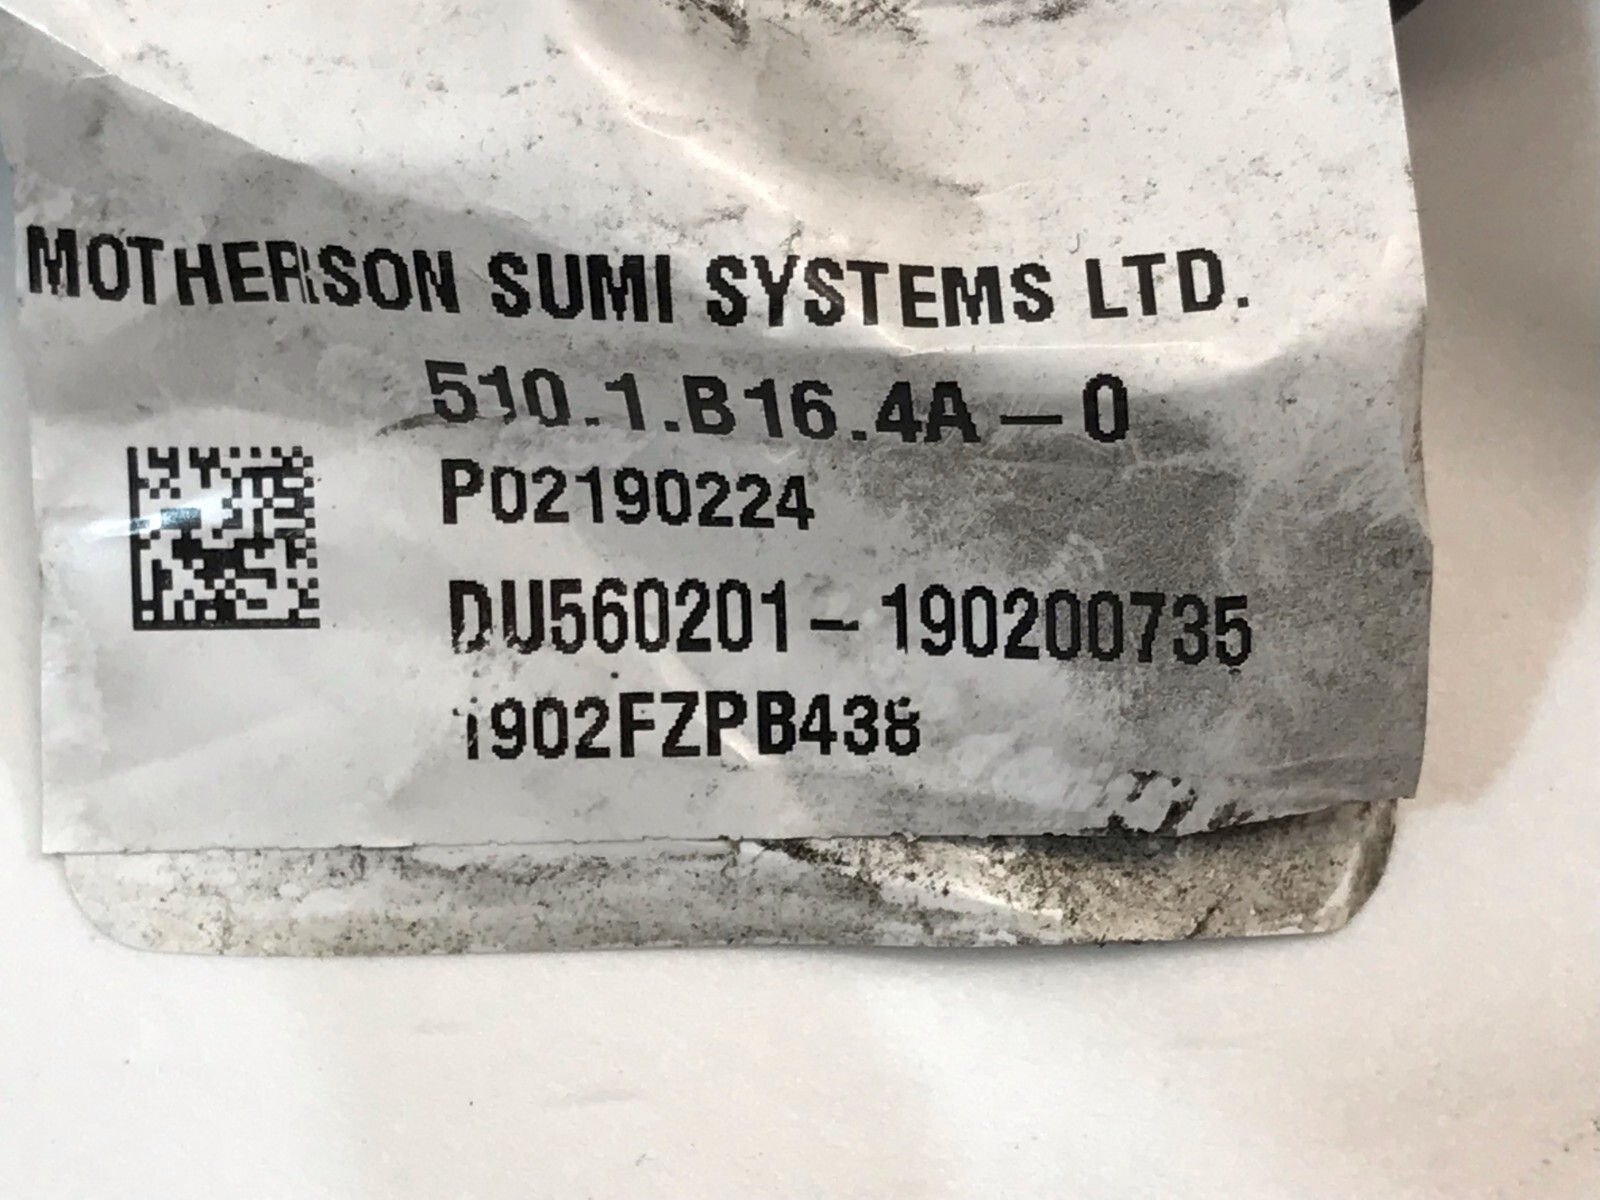 MOTHERSON SUMI SYSTEMS LTD.
510.1.B16.4A-0
P02190224
DU560201-190200735
1902FZPB438